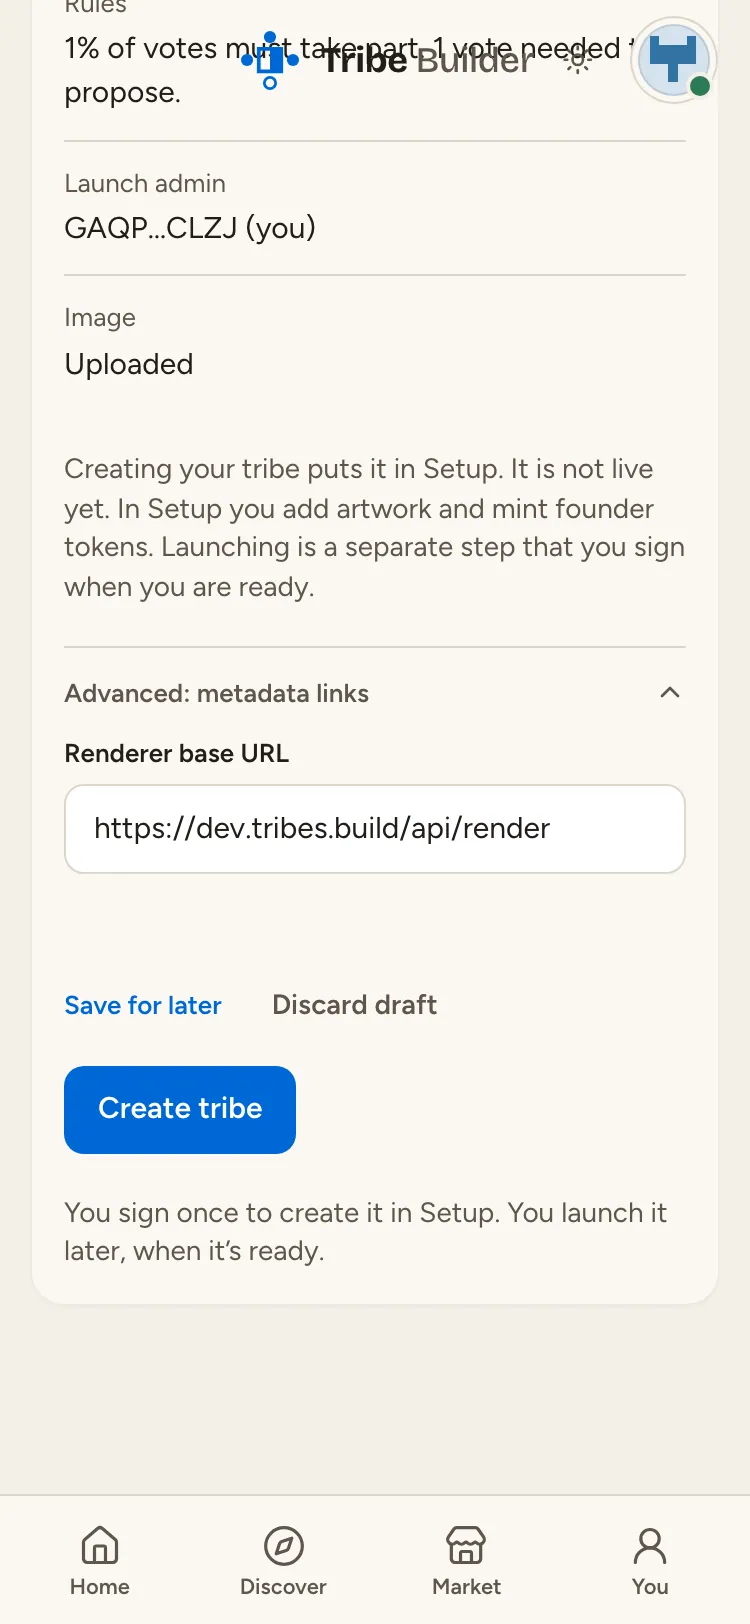 Rules
1% of votes must take part. 1 vote needed t
propose.
Tribe Builder
Launch admin
GAQP...CLZJ (you)
Image
Uploaded
Creating your tribe puts it in Setup. It is not live
yet. In Setup you add artwork and mint founder
tokens. Launching is a separate step that you sign
when you are ready.
Advanced: metadata links
Renderer base URL
https://dev.tribes.build/api/render
Save for later
Discard draft
Create tribe
You sign once to create it in Setup. You launch it
later, when it’s ready.
Home
Discover
Market
You